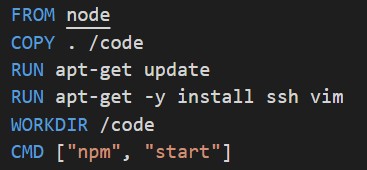 FROM node
COPY . /code
RUN apt-get update
RUN apt-get -y install ssh vim
WORKDIR /code
CMD ["npm", "start"]